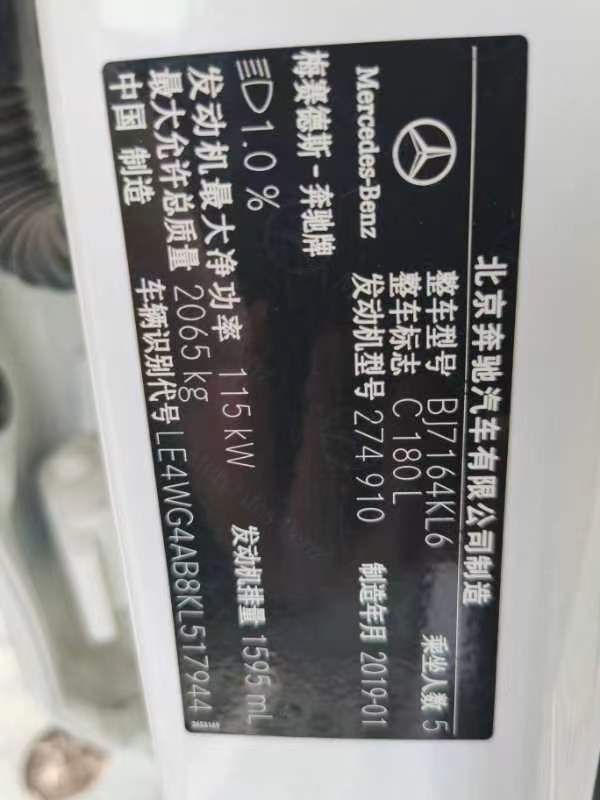 北京奔驰汽车有限公司制造
整车型号 BJ7164KL6 乘坐人数 5
整车标志 C 180 L
发动机型号 274 910 制造年月 2019-01
Mercedes-Benz
梅赛德斯-奔驰牌
1.0 %
发动机最大净功率 115 kW 发动机排量 1595 mL
最大允许总质量 2065 kg
车辆识别代号 LE4WG4AB8KL517944
中国 制造